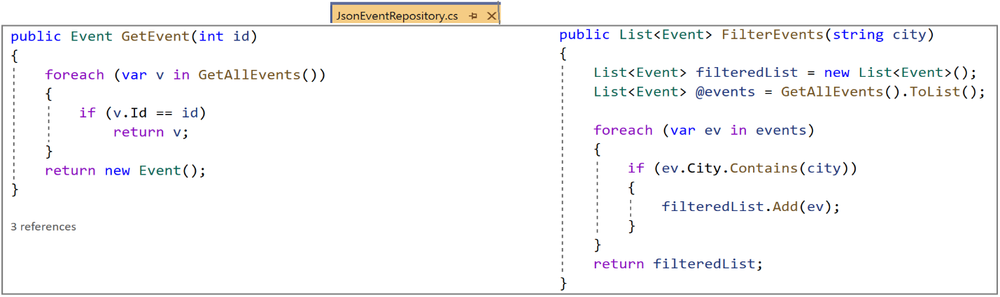 JsonEventRepository.cs
public Event GetEvent(int id)
{
foreach (var v in GetAllEvents())
{
if (v.Id == id)
return v;
}
return new Event();
}
3 references
public List<Event> FilterEvents(string city)
{
List<Event> filteredList = new List<Event>();
List<Event> @events = GetAllEvents().ToList();
foreach (var ev in events)
{
if (ev.City.Contains(city))
{
filteredList.Add(ev);
}
}
return filteredList;
}